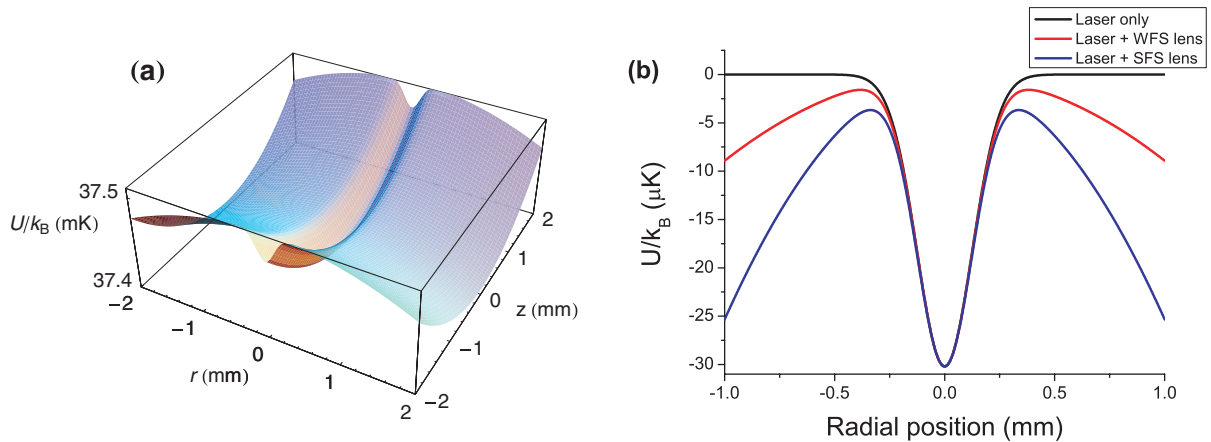 (a)
37.5
U/kB (mK)
37.4
−2
−1
0
1
2
r (mm)
−2
−1
0
1
2
z (mm)
(b)
Laser only
Laser + WFS lens
Laser + SFS lens
0
-5
-10
-15
-20
-25
-30
U/kB (μK)
-1.0
-0.5
0.0
0.5
1.0
Radial position (mm)